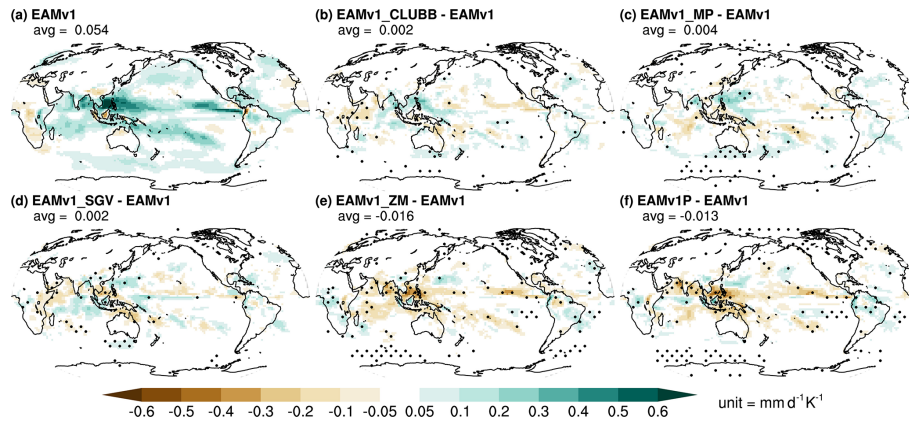 (a) EAMv1
avg = 0.054
(b) EAMv1_CLUBB - EAMv1
avg = 0.002
(c) EAMv1_MP - EAMv1
avg = 0.004
(d) EAMv1_SGV - EAMv1
avg = 0.002
(e) EAMv1_ZM - EAMv1
avg = -0.016
(f) EAMv1P - EAMv1
avg = -0.013
-0.6 -0.5 -0.4 -0.3 -0.2 -0.1 -0.05 0.05 0.1 0.2 0.3 0.4 0.5 0.6
unit = mm d⁻¹ K⁻¹